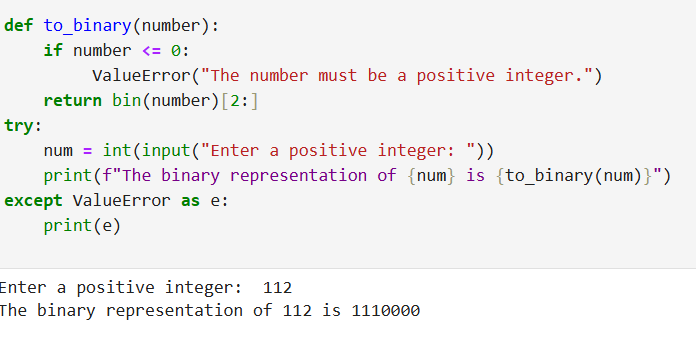 def to_binary(number):
    if number <= 0:
         ValueError("The number must be a positive integer.")
    return bin(number)[2:]
try:
    num = int(input("Enter a positive integer: "))
    print(f"The binary representation of {num} is {to_binary(num)}")
except ValueError as e:
    print(e)
Enter a positive integer:  112
The binary representation of 112 is 1110000